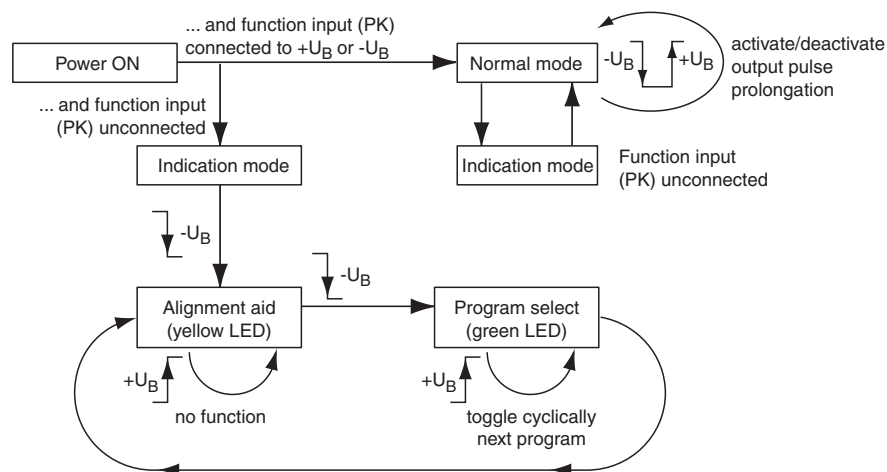 ... and function input (PK)
connected to +UB or -UB
Power ON
Normal mode
-UB
+UB
activate/deactivate
output pulse
prolongation
... and function input
(PK) unconnected
Indication mode
Indication mode
Function input
(PK) unconnected
-UB
-UB
Alignment aid
(yellow LED)
Program select
(green LED)
+UB
no function
+UB
toggle cyclically
next program